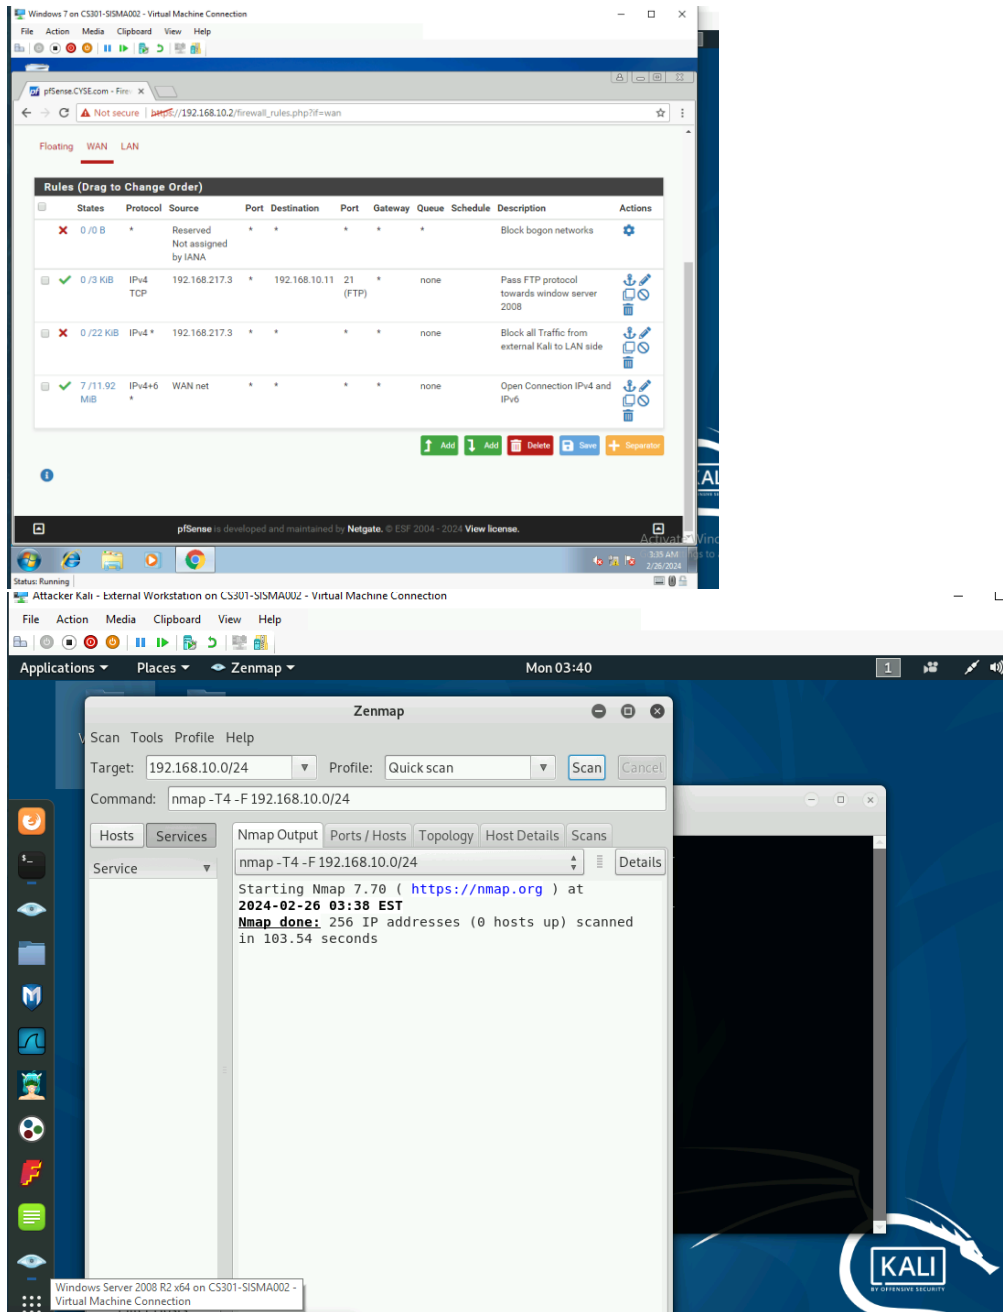 Windows 7 on CS301-SISMA002 - Virtual Machine Connection
File Action Media Clipboard View Help
pfSense.CYSE.com - Fire
Not secure | https://192.168.10.2/firewall_rules.php?if=wan
Floating WAN LAN
Rules (Drag to Change Order)
States Protocol Source Port Destination Port Gateway Queue Schedule Description Actions
0 /0 B * Reserved * * * * * Block bogon networks
Not assigned
by IANA
0 /3 KiB IPv4 192.168.217.3 * 192.168.10.11 21 * none Pass FTP protocol
TCP (FTP) towards window server
2008
0 /22 KiB IPv4 * 192.168.217.3 * * * * none Block all Traffic from
external Kali to LAN side
7 /11.92 IPv4+6 WAN net * * * * none Open Connection IPv4 and
MiB * IPv6
Add Add Delete Save Separator
pfSense is developed and maintained by Netgate. © ESF 2004 - 2024 View license.
3:35 AM
2/26/2024
Status: Running
Attacker Kali - External Workstation on CS301-SISMA002 - Virtual Machine Connection
File Action Media Clipboard View Help
Applications Places Zenmap Mon 03:40 1
Zenmap
Scan Tools Profile Help
Target: 192.168.10.0/24 Profile: Quick scan Scan Cancel
Command: nmap -T4 -F 192.168.10.0/24
Hosts Services Nmap Output Ports / Hosts Topology Host Details Scans
Service nmap -T4 -F 192.168.10.0/24 Details
Starting Nmap 7.70 ( https://nmap.org ) at
2024-02-26 03:38 EST
Nmap done: 256 IP addresses (0 hosts up) scanned
in 103.54 seconds
KALI
BY OFFENSIVE SECURITY
Windows Server 2008 R2 x64 on CS301-SISMA002 -
Virtual Machine Connection